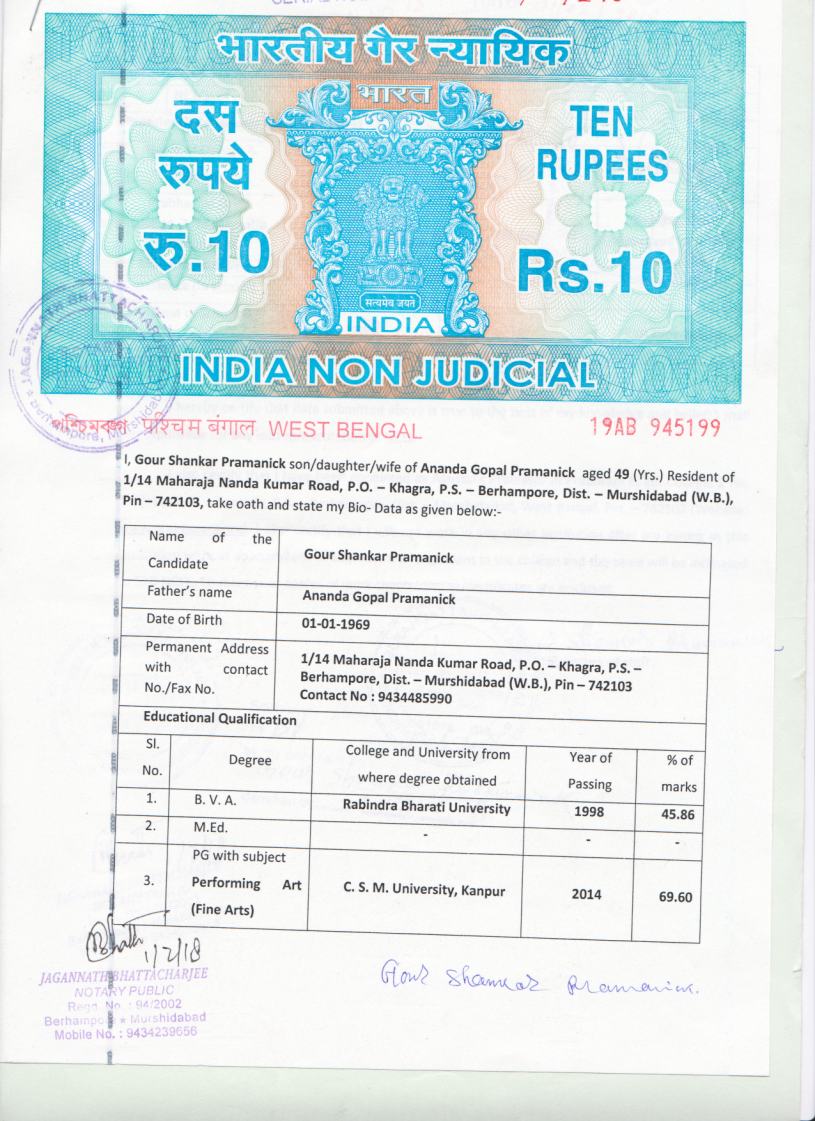 भारतीय गैर न्यायिक
भारत
दस
रुपये
रु.10
TEN
RUPEES
Rs.10
सत्यमेव जयते
INDIA
INDIA NON JUDICIAL
JAGANNATH BHATTACHARJEE
Berhampore, Murshidabad
পশ্চিমবঙ্গ पश्चिम बंगाल WEST BENGAL 19AB 945199
I, Gour Shankar Pramanick son/daughter/wife of Ananda Gopal Pramanick aged 49 (Yrs.) Resident of
1/14 Maharaja Nanda Kumar Road, P.O. – Khagra, P.S. – Berhampore, Dist. – Murshidabad (W.B.),
Pin – 742103, take oath and state my Bio- Data as given below:-
Name of the
Candidate
Gour Shankar Pramanick
Father's name
Ananda Gopal Pramanick
Date of Birth
01-01-1969
Permanent Address
with contact
No./Fax No.
1/14 Maharaja Nanda Kumar Road, P.O. – Khagra, P.S. –
Berhampore, Dist. – Murshidabad (W.B.), Pin – 742103
Contact No : 9434485990
Educational Qualification
Sl.
No.
Degree
College and University from
where degree obtained
Year of
Passing
% of
marks
1. B. V. A. Rabindra Bharati University 1998 45.86
2. M.Ed. - - -
3.
PG with subject
Performing Art
(Fine Arts)
C. S. M. University, Kanpur 2014 69.60
1/2/18
JAGANNATH BHATTACHARJEE
NOTARY PUBLIC
Regd. No. : 94/2002
Berhampore ★ Murshidabad
Mobile No. : 9434239656
Gour Shankar Pramanick.